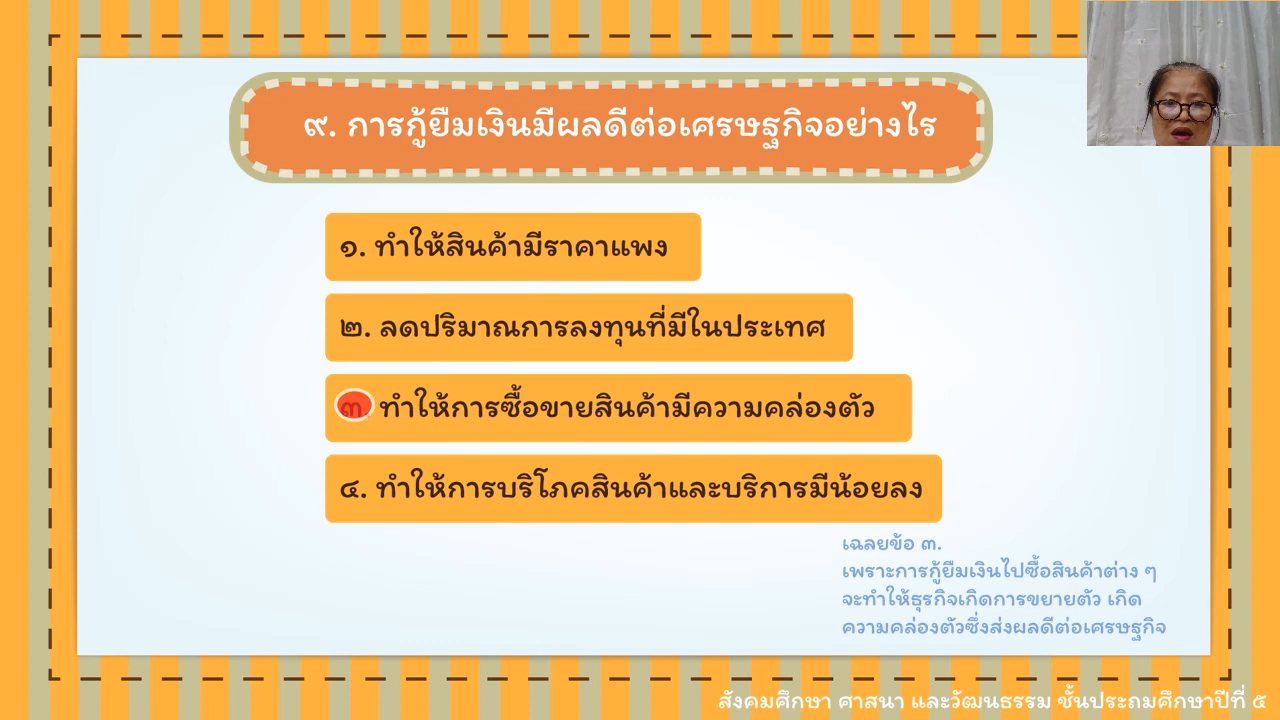 ๙. การกู้ยืมเงินมีผลดีต่อเศรษฐกิจอย่างไร
๑. ทำให้สินค้ามีราคาแพง
๒. ลดปริมาณการลงทุนที่มีในประเทศ
๓. ทำให้การซื้อขายสินค้ามีความคล่องตัว
๔. ทำให้การบริโภคสินค้าและบริการมีน้อยลง
เฉลยข้อ ๓.
เพราะการกู้ยืมเงินไปซื้อสินค้าต่าง ๆ
จะทำให้ธุรกิจเกิดการขยายตัว เกิด
ความคล่องตัวซึ่งส่งผลดีต่อเศรษฐกิจ
สังคมศึกษา ศาสนา และวัฒนธรรม ชั้นประถมศึกษาปีที่ ๕